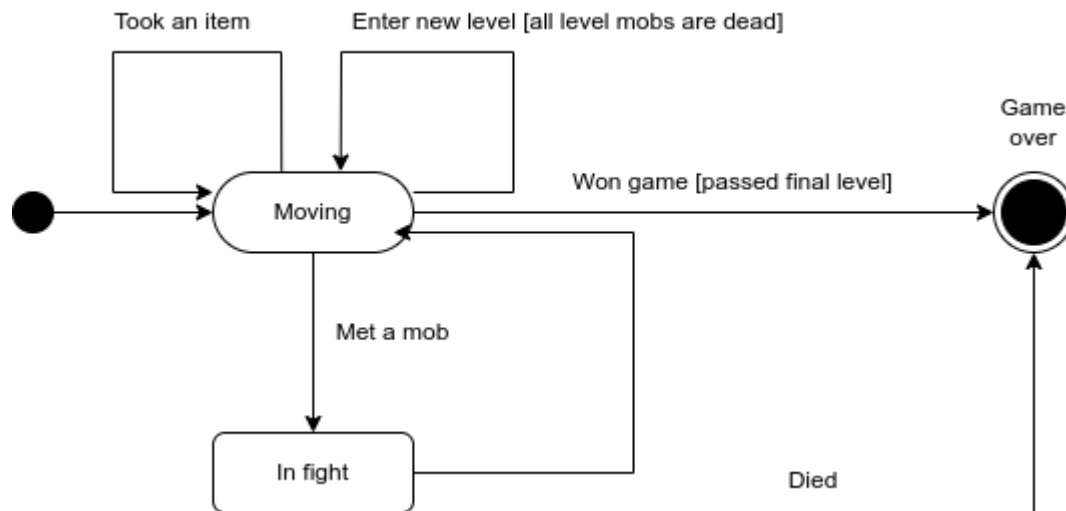 Took an item
Enter new level [all level mobs are dead]
Game
over
Won game [passed final level]
Moving
Met a mob
In fight
Died